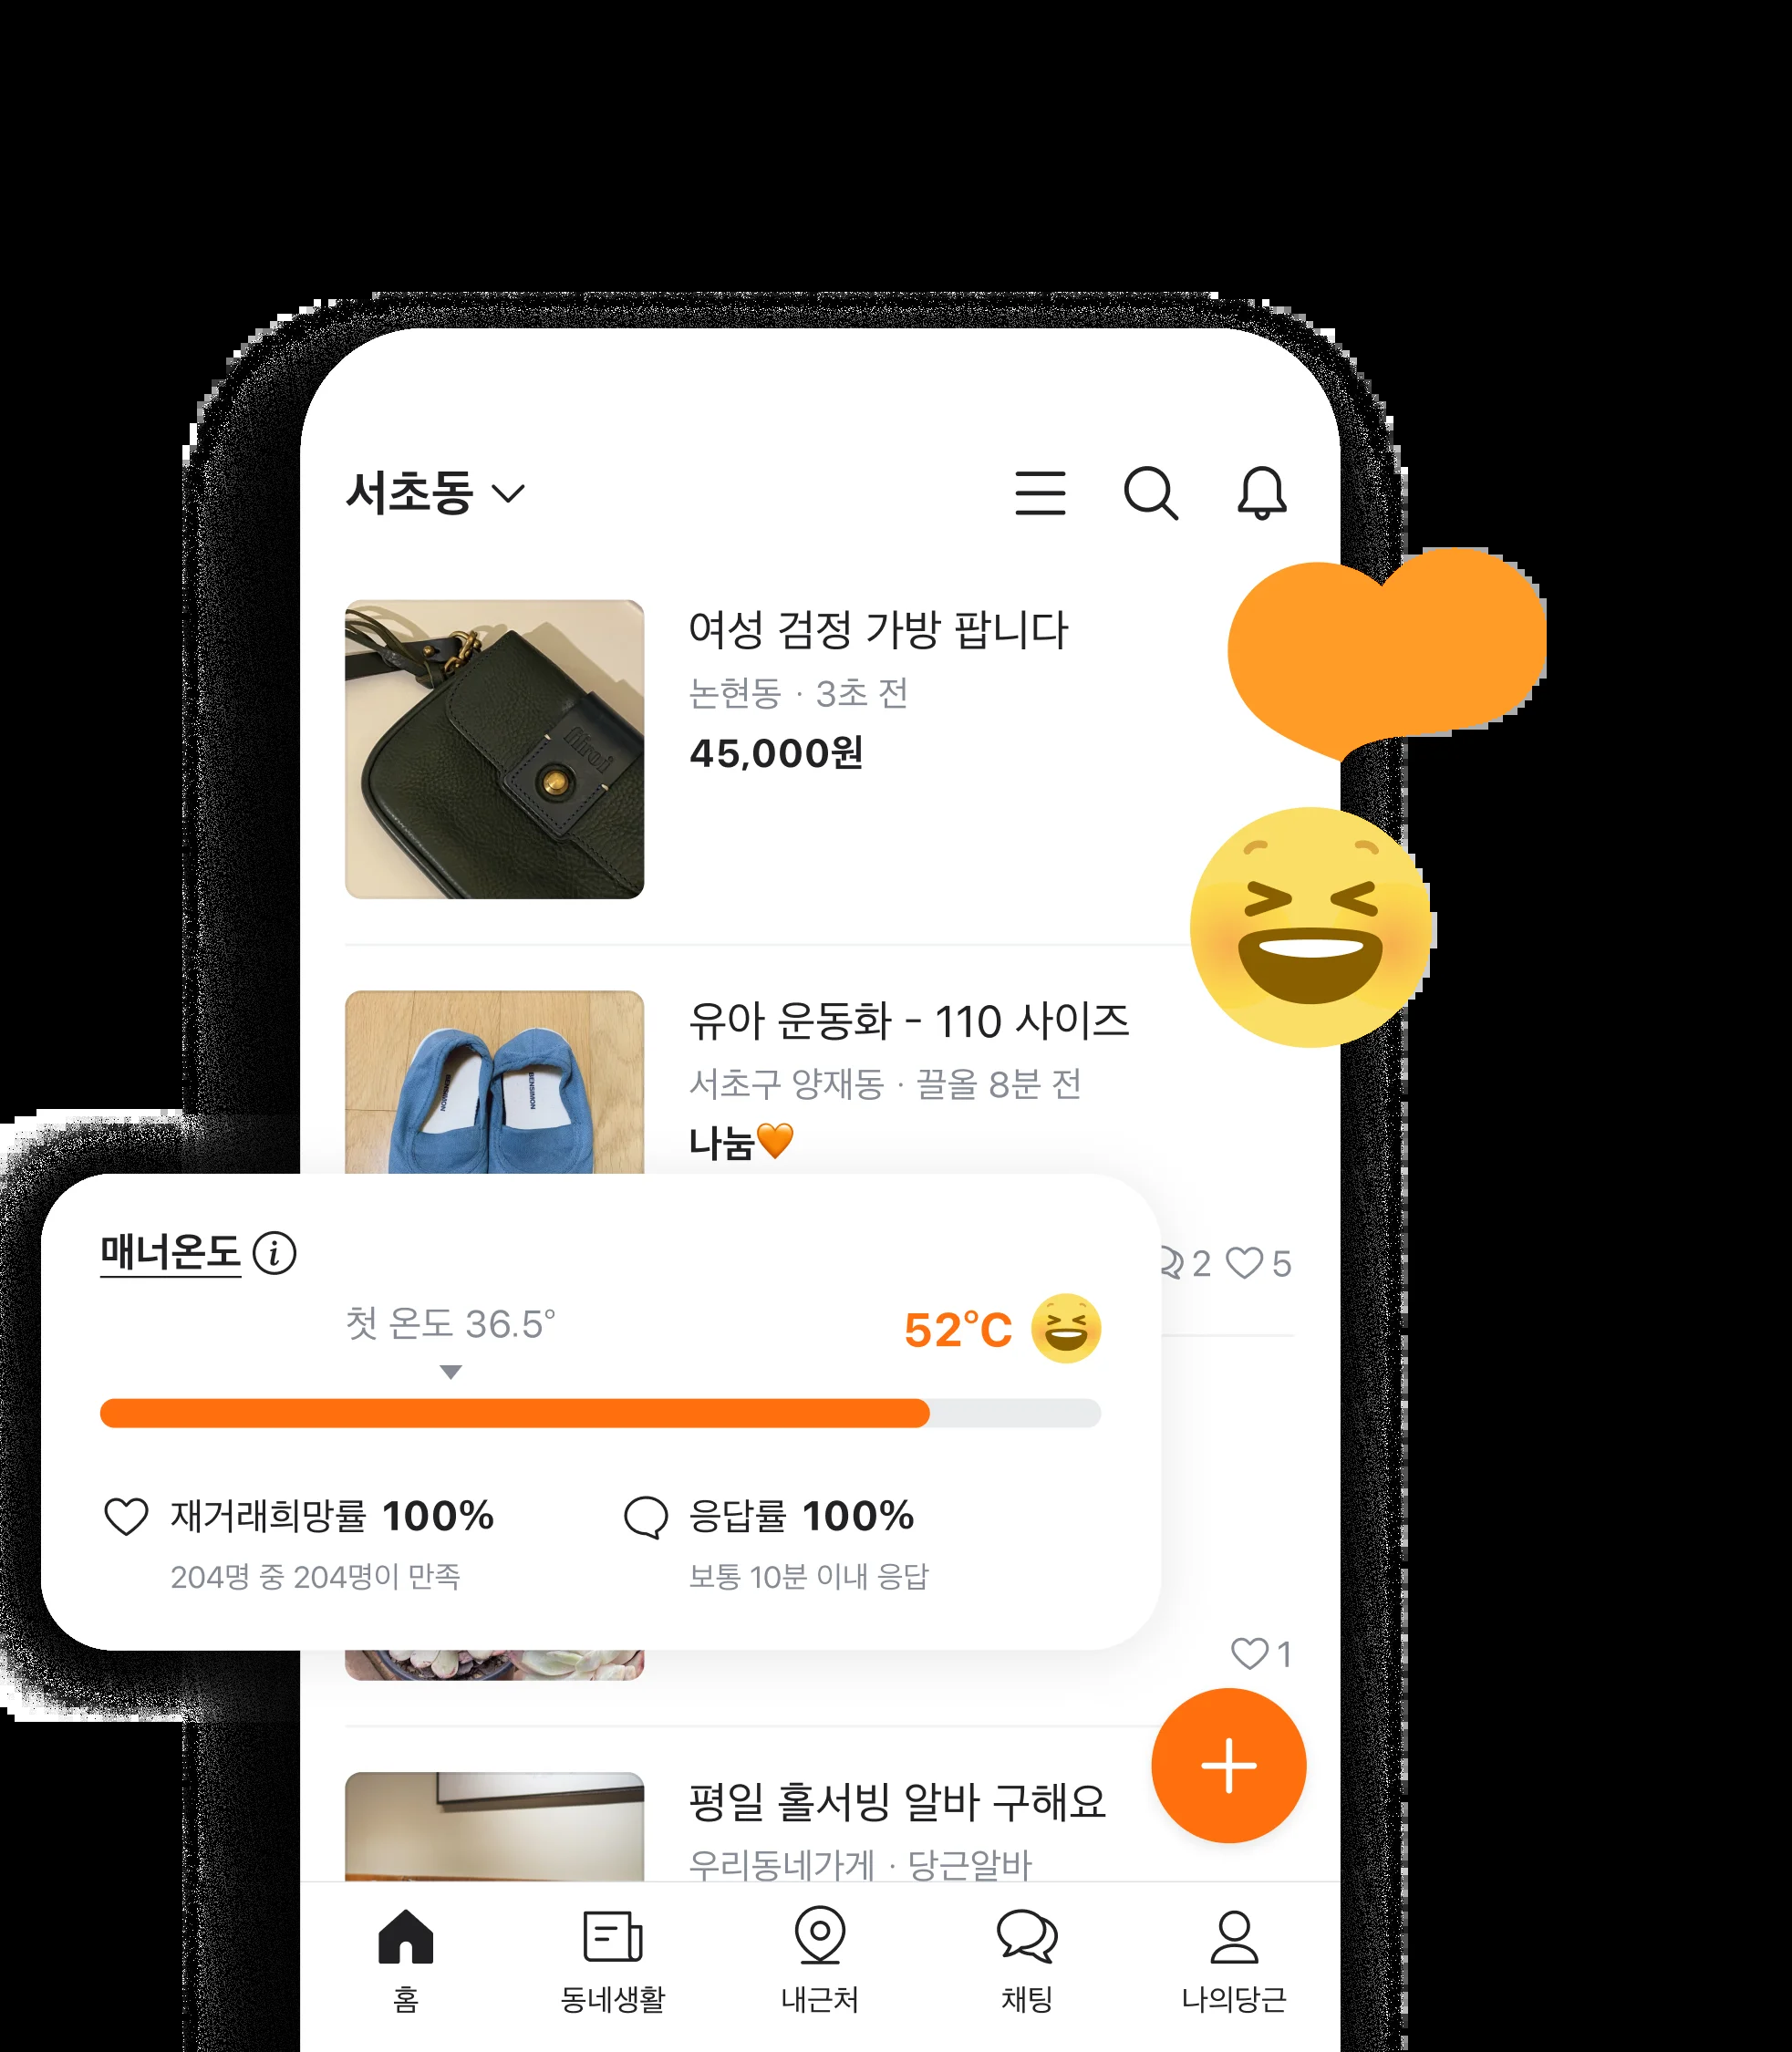 서초동
여성 검정 가방 팝니다
논현동 · 3초 전
45,000원
유아 운동화 - 110 사이즈
서초구 양재동 · 끌올 8분 전
나눔🧡
BENSIMON BENSIMON
2 5
매너온도
첫 온도 36.5°
52°C
재거래희망률 100%
204명 중 204명이 만족
응답률 100%
보통 10분 이내 응답
1
평일 홀서빙 알바 구해요
우리동네가게 · 당근알바
홈
동네생활
내근처
채팅
나의당근